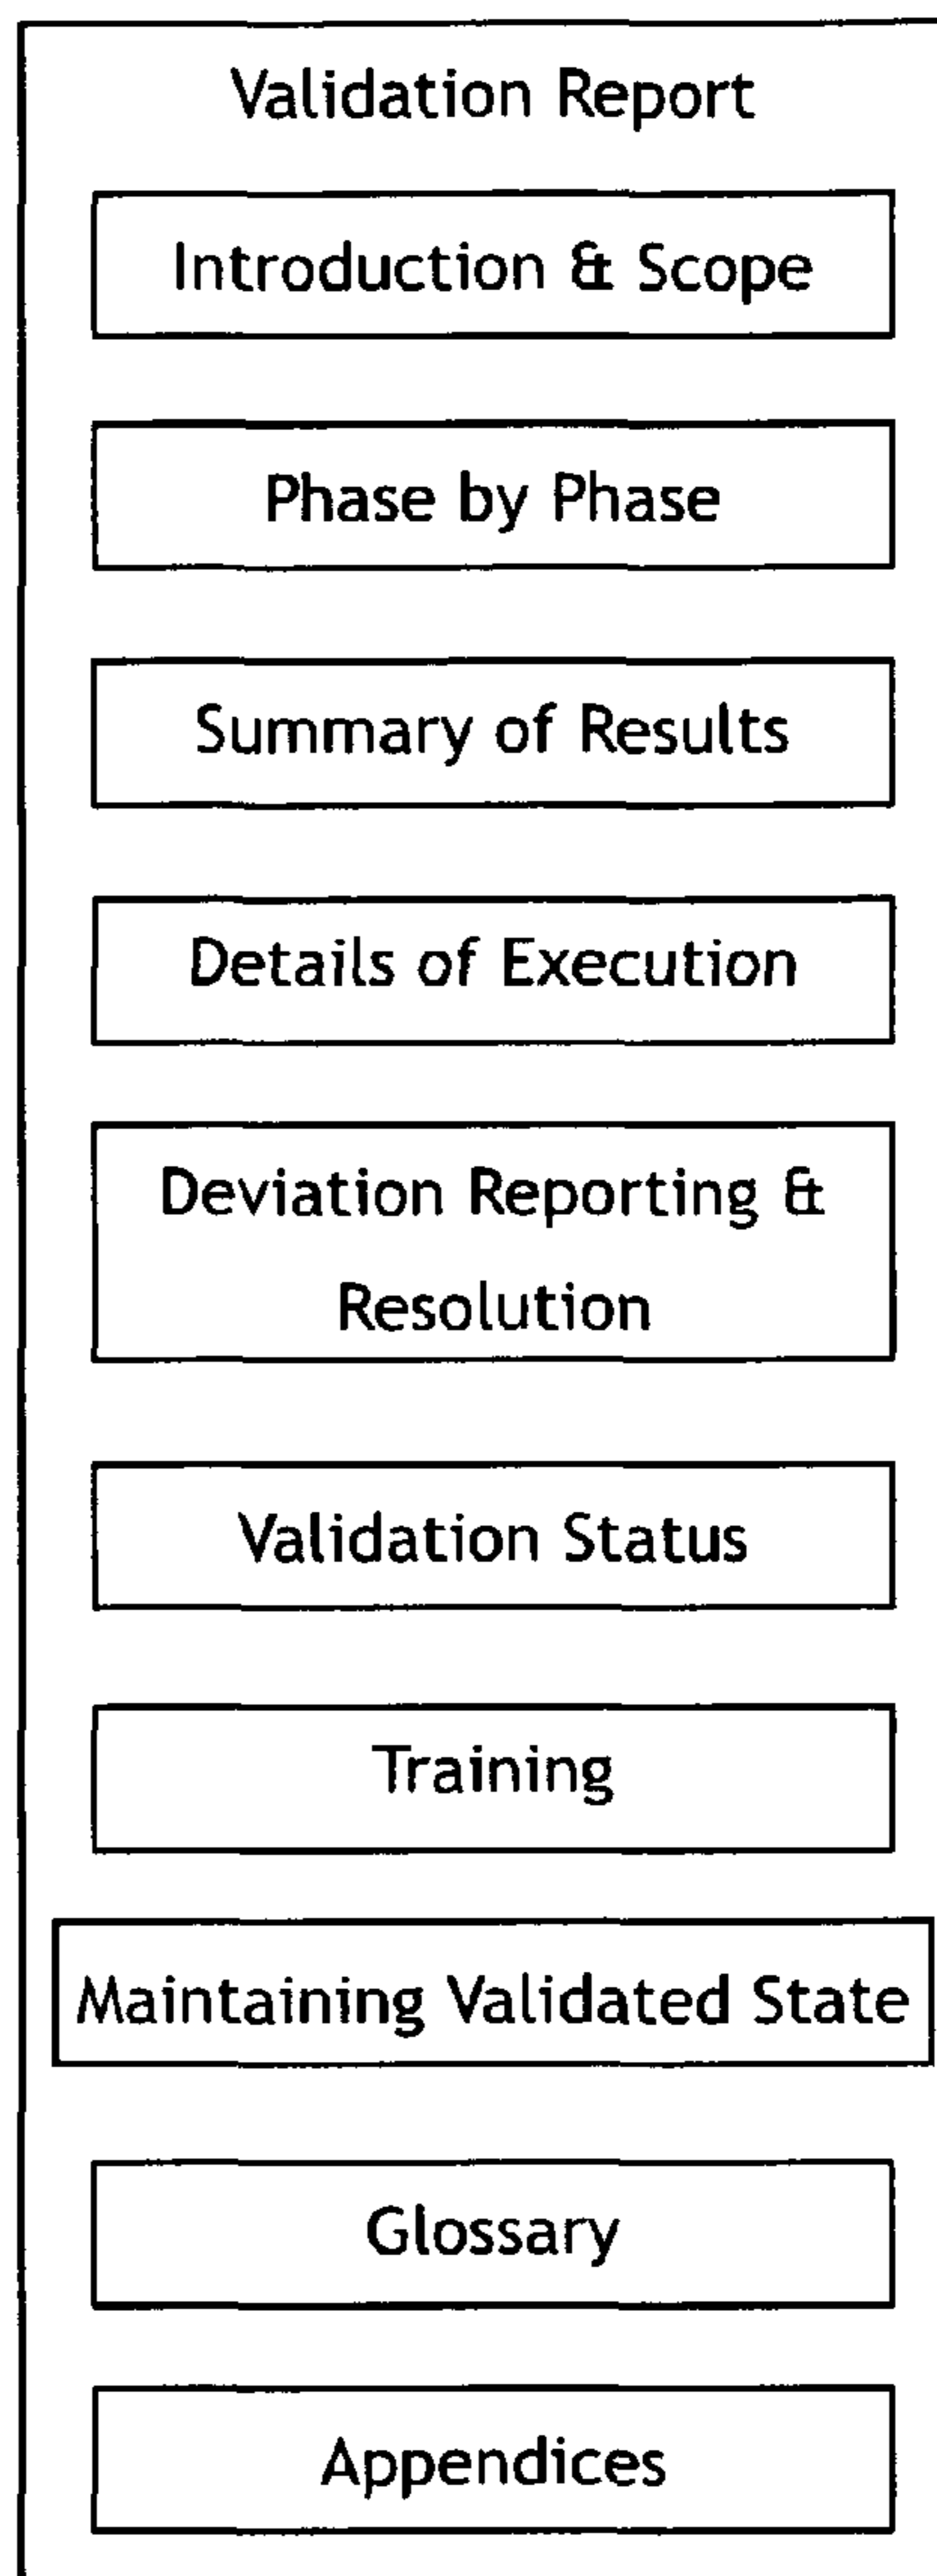 Validation Report
Introduction & Scope
Phase by Phase
Summary of Results
Details of Execution
Deviation Reporting &
Resolution
Validation Status
Training
Maintaining Validated State
Glossary
Appendices